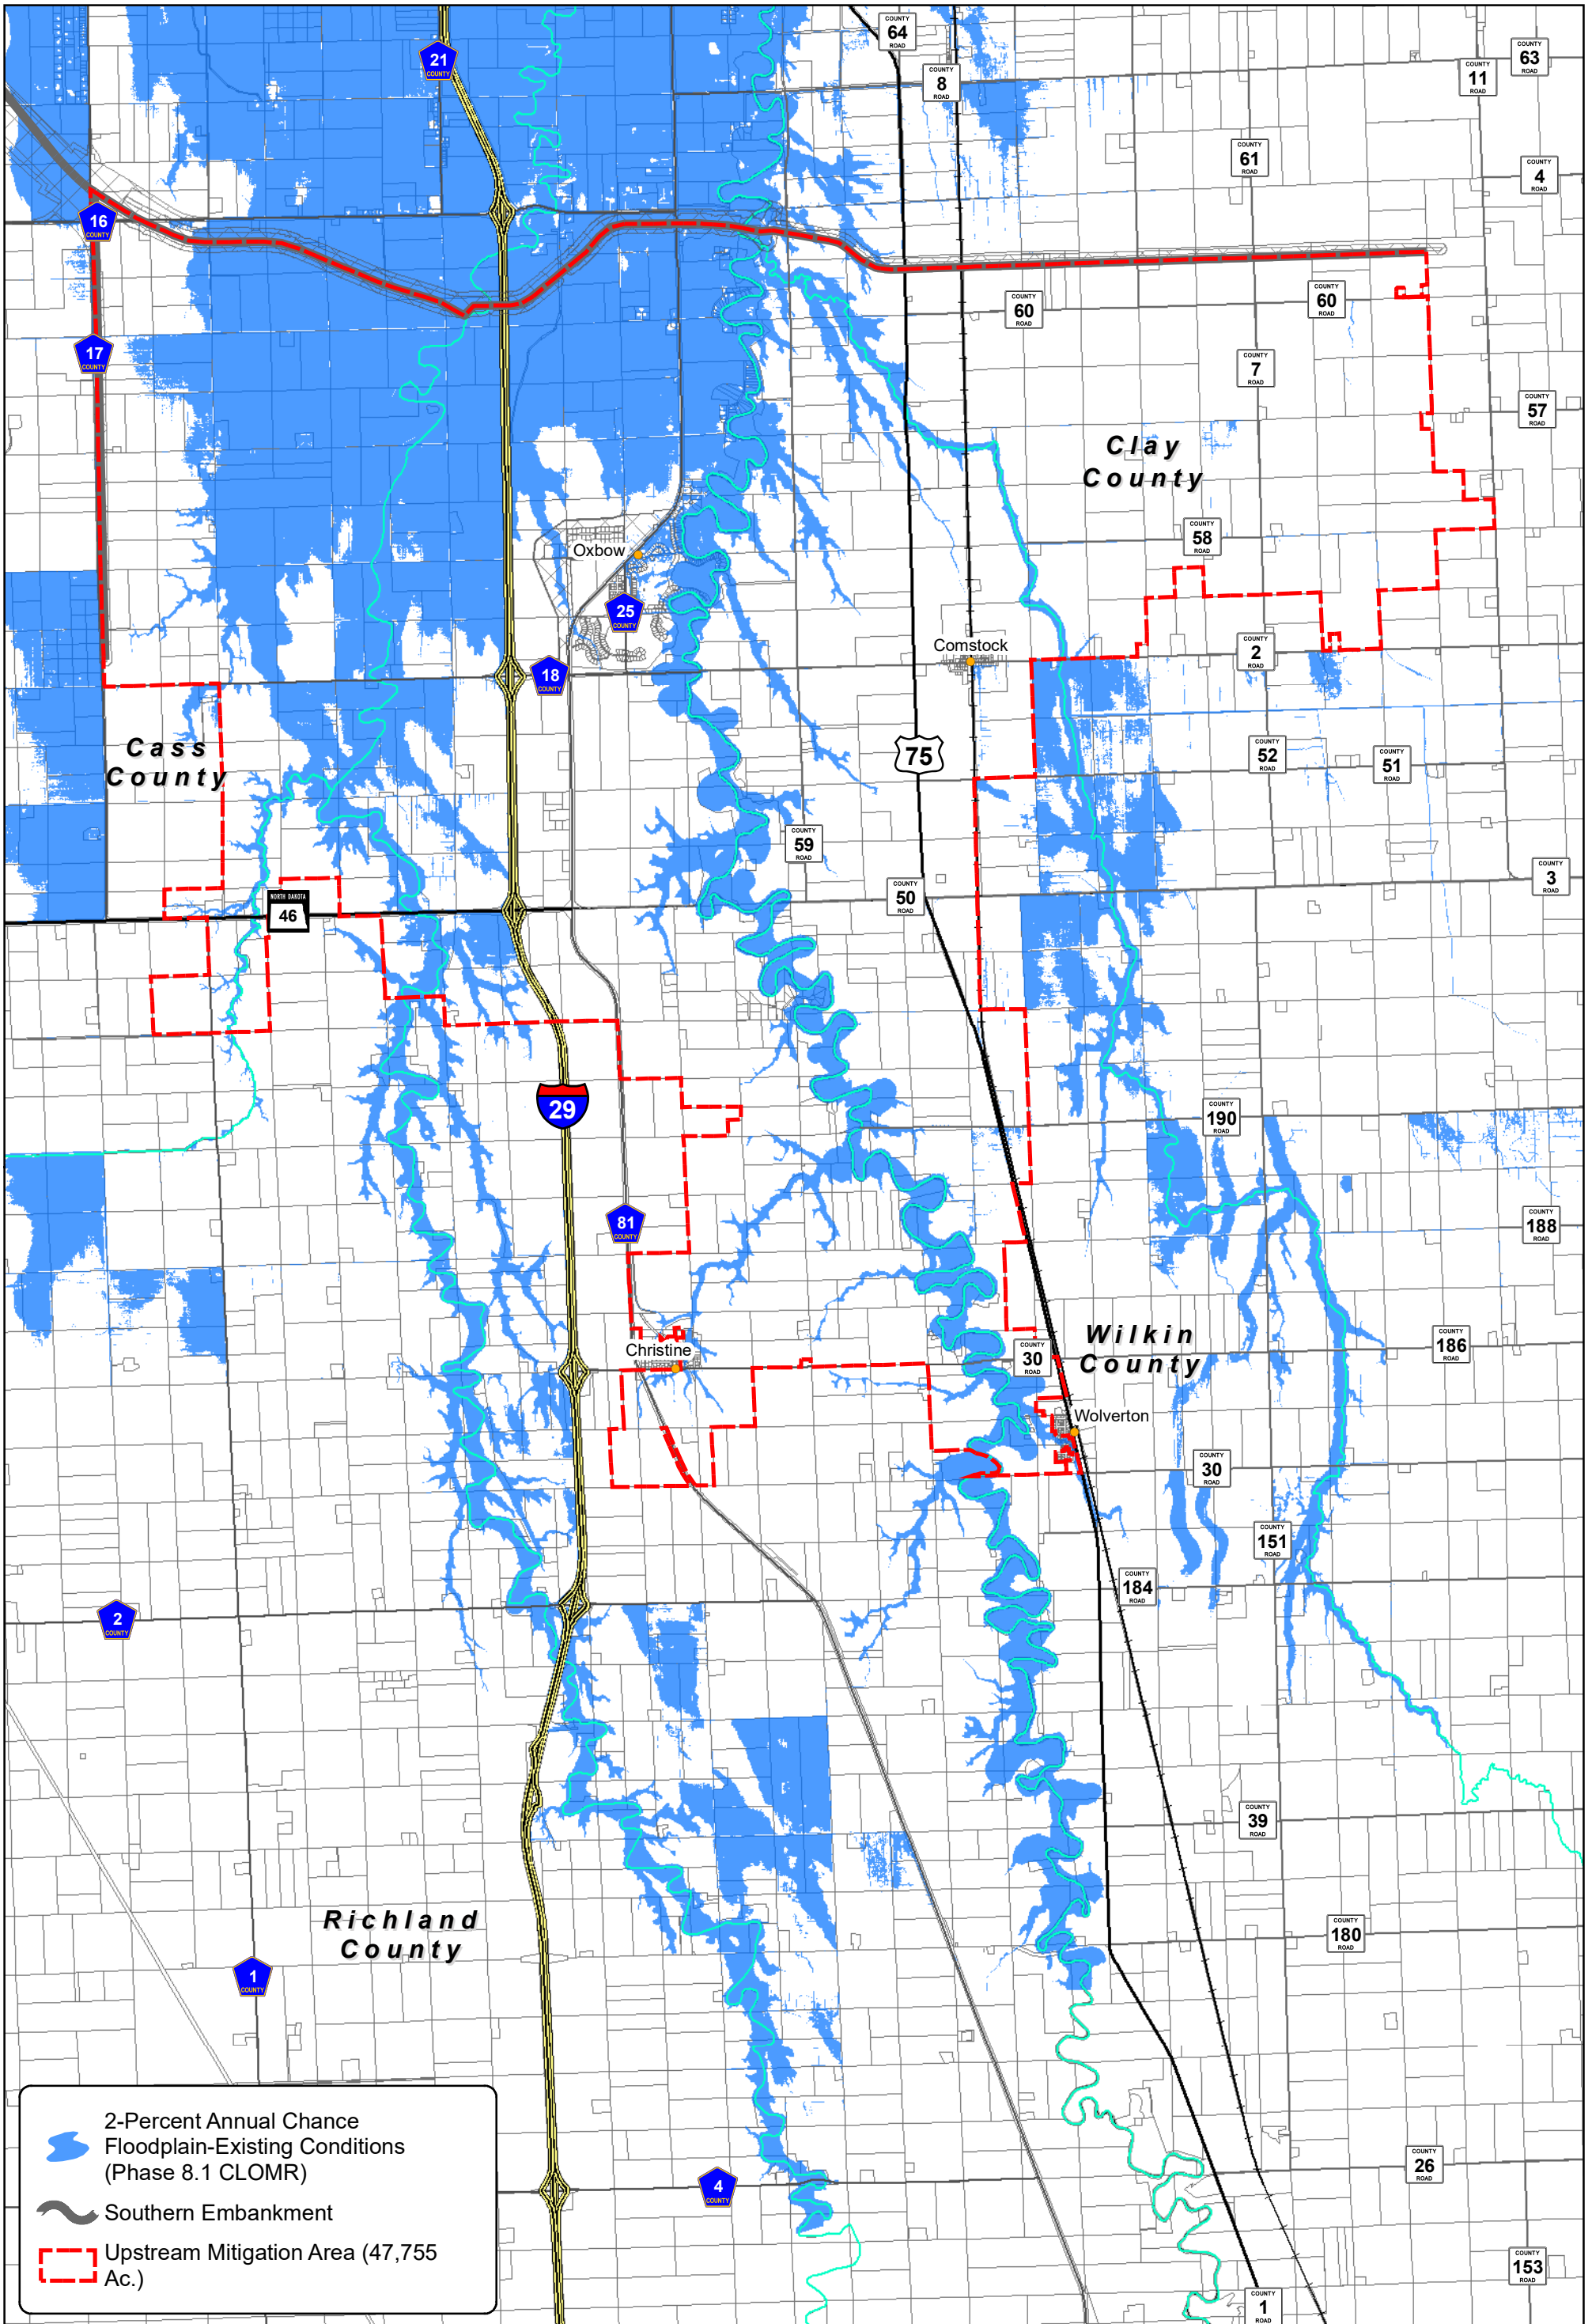 COUNTY
64
ROAD
21
COUNTY
COUNTY
8
ROAD
COUNTY
11
ROAD
COUNTY
63
ROAD
COUNTY
61
ROAD
COUNTY
4
ROAD
16
COUNTY
COUNTY
60
ROAD
COUNTY
60
ROAD
17
COUNTY
COUNTY
7
ROAD
COUNTY
57
ROAD
Clay
County
COUNTY
58
ROAD
Oxbow
25
COUNTY
Comstock
COUNTY
2
ROAD
18
COUNTY
Cass
County
75
COUNTY
52
ROAD
COUNTY
51
ROAD
COUNTY
59
ROAD
COUNTY
50
ROAD
COUNTY
3
ROAD
NORTH DAKOTA
46
29
COUNTY
190
ROAD
81
COUNTY
COUNTY
188
ROAD
Christine
COUNTY
30
ROAD
Wilkin
County
COUNTY
186
ROAD
Wolverton
COUNTY
30
ROAD
COUNTY
151
ROAD
COUNTY
184
ROAD
2
COUNTY
COUNTY
39
ROAD
Richland
County
COUNTY
180
ROAD
1
COUNTY
COUNTY
26
ROAD
4
COUNTY
COUNTY
153
ROAD
COUNTY
1
ROAD
2-Percent Annual Chance
Floodplain-Existing Conditions
(Phase 8.1 CLOMR)
Southern Embankment
Upstream Mitigation Area (47,755
Ac.)